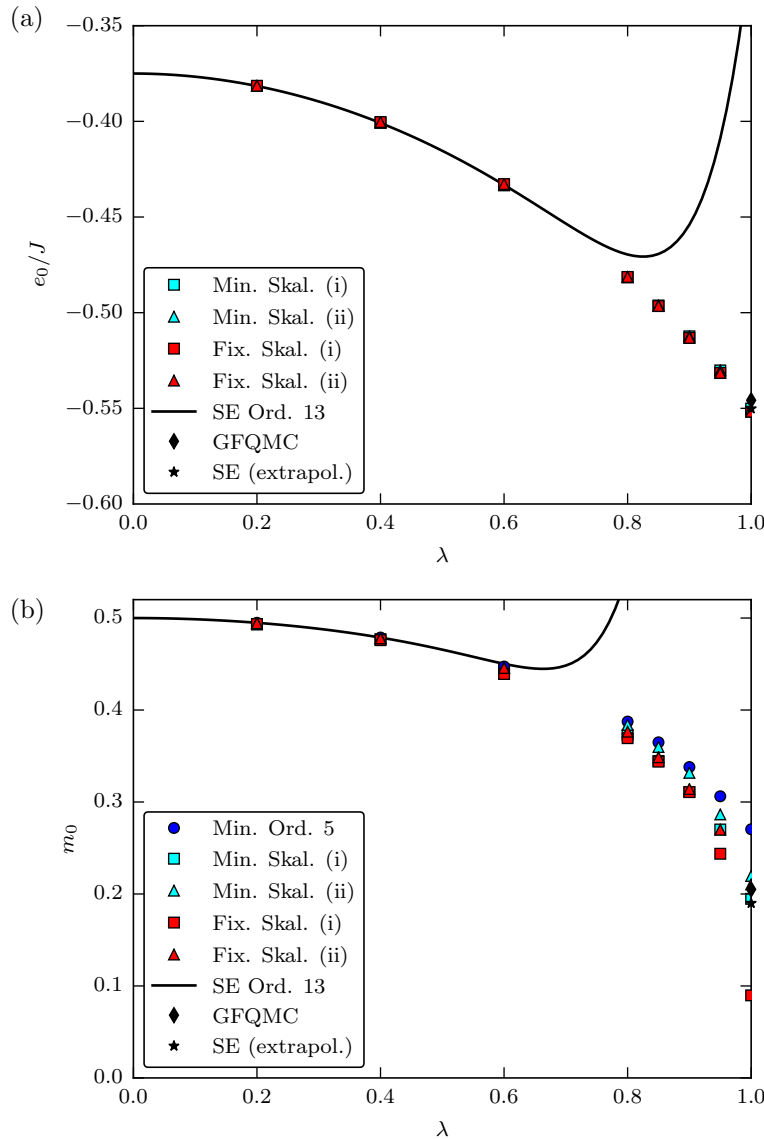 (a)
−0.35
−0.40
−0.45
−0.50
−0.55
−0.60
e₀/J
Min. Skal. (i)
Min. Skal. (ii)
Fix. Skal. (i)
Fix. Skal. (ii)
SE Ord. 13
GFQMC
SE (extrapol.)
0.0 0.2 0.4 0.6 0.8 1.0
λ
(b)
0.5
0.4
0.3
0.2
0.1
0.0
m₀
Min. Ord. 5
Min. Skal. (i)
Min. Skal. (ii)
Fix. Skal. (i)
Fix. Skal. (ii)
SE Ord. 13
GFQMC
SE (extrapol.)
0.0 0.2 0.4 0.6 0.8 1.0
λ